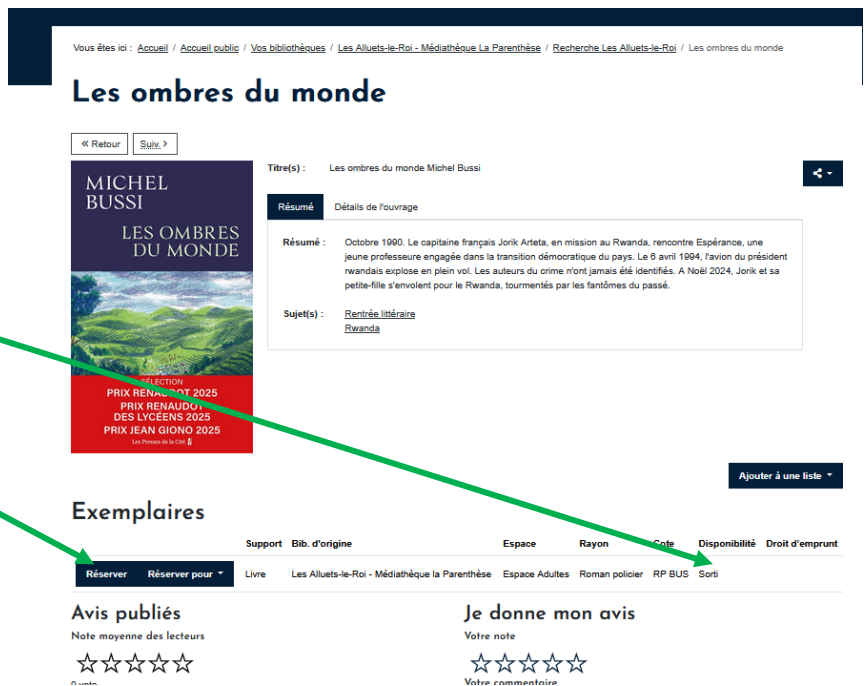 Vous êtes ici : Accueil / Accueil public / Vos bibliothèques / Les Alluets-le-Roi - Médiathèque La Parenthèse / Recherche Les Alluets-le-Roi / Les ombres du monde
Les ombres du monde
« Retour Suiv. >
MICHEL
BUSSI
LES OMBRES
DU MONDE
SÉLECTION
PRIX RENAUDOT 2025
PRIX RENAUDOT
DES LYCÉENS 2025
PRIX JEAN GIONO 2025
Les Presses de la Cité
Titre(s) : Les ombres du monde Michel Bussi
Résumé Détails de l'ouvrage
Résumé : Octobre 1990. Le capitaine français Jorik Arteta, en mission au Rwanda, rencontre Espérance, une
jeune professeure engagée dans la transition démocratique du pays. Le 6 avril 1994, l'avion du président
rwandais explose en plein vol. Les auteurs du crime n'ont jamais été identifiés. A Noël 2024, Jorik et sa
petite-fille s'envolent pour le Rwanda, tourmentés par les fantômes du passé.
Sujet(s) : Rentrée littéraire
Rwanda
Ajouter à une liste
Exemplaires
Support Bib. d'origine Espace Rayon Cote Disponibilité Droit d'emprunt
Réserver Réserver pour Livre Les Alluets-le-Roi - Médiathèque la Parenthèse Espace Adultes Roman policier RP BUS Sorti
Avis publiés
Note moyenne des lecteurs
0 vote
Je donne mon avis
Votre note
Votre commentaire